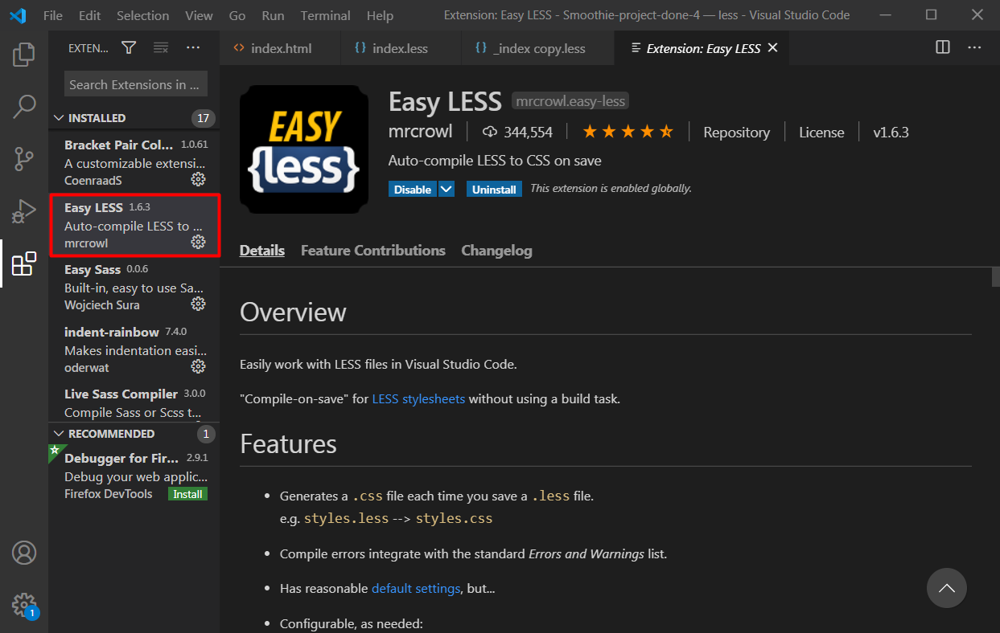 File Edit Selection View Go Run Terminal Help Extension: Easy LESS - Smoothie-project-done-4 — less - Visual Studio Code
EXTEN...
index.html index.less _index copy.less Extension: Easy LESS
Search Extensions in ...
INSTALLED 17
Bracket Pair Col... 1.0.61
A customizable extensi...
CoenraadS
Easy LESS 1.6.3
Auto-compile LESS to ...
mrcrowl
Easy Sass 0.0.6
Built-in, easy to use Sa...
Wojciech Sura
indent-rainbow 7.4.0
Makes indentation easi...
oderwat
Live Sass Compiler 3.0.0
Compile Sass or Scss t...
RECOMMENDED 1
Debugger for Fir... 2.9.1
Debug your web applic...
Firefox DevTools Install
1
EASY
{less}
Easy LESS mrcrowl.easy-less
mrcrowl 344,554 Repository License v1.6.3
Auto-compile LESS to CSS on save
Disable Uninstall This extension is enabled globally.
Details Feature Contributions Changelog
Overview
Easily work with LESS files in Visual Studio Code.
"Compile-on-save" for LESS stylesheets without using a build task.
Features
• Generates a .css file each time you save a .less file.
e.g. styles.less --> styles.css
• Compile errors integrate with the standard Errors and Warnings list.
• Has reasonable default settings, but...
• Configurable, as needed: